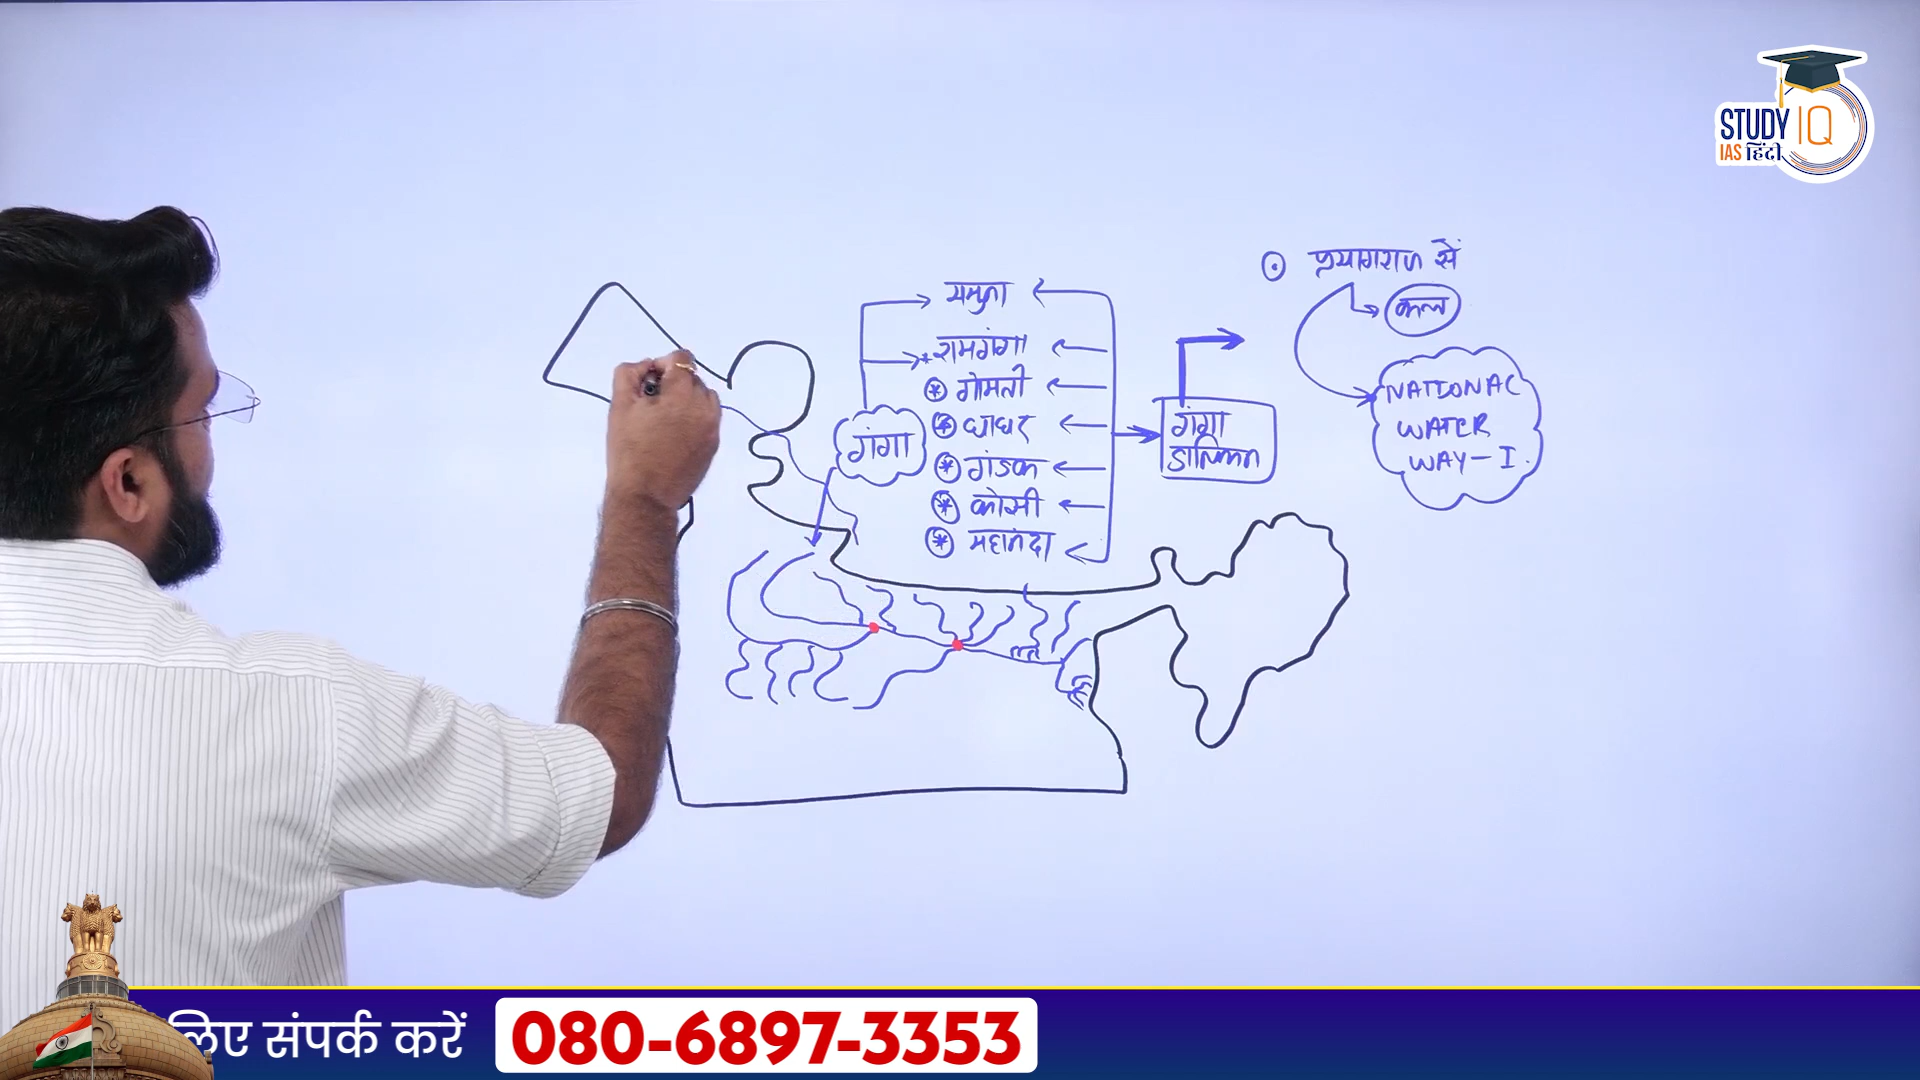 STUDY IQ
IAS हिंदी
प्रयागराज से
यमुना
रामगंगा
गोमती
घाघर
गंडक
कोसी
महानंदा
गंगा
गंगा
डाल्फिन
NATIONAL
WATER
WAY-I.
लिए संपर्क करें
080-6897-3353